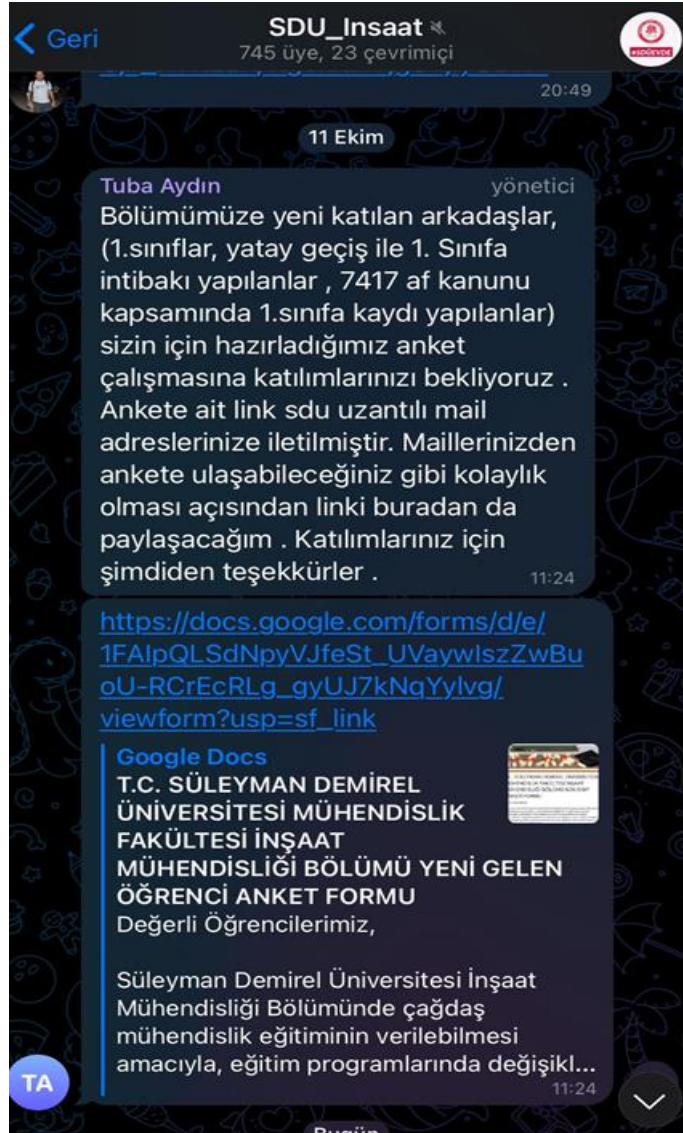 Geri
SDU_Insaat
745 üye, 23 çevrimiçi
#SDÜEVDE
20:49
11 Ekim
Tuba Aydın yönetici
Bölümümüze yeni katılan arkadaşlar,
(1.sınıflar, yatay geçiş ile 1. Sınıfa
intibakı yapılanlar , 7417 af kanunu
kapsamında 1.sınıfa kaydı yapılanlar)
sizin için hazırladığımız anket
çalışmasına katılımlarınızı bekliyoruz .
Ankete ait link sdu uzantılı mail
adreslerinize iletilmiştir. Maillerinizden
ankete ulaşabileceğiniz gibi kolaylık
olması açısından linki buradan da
paylaşacağım . Katılımlarınız için
şimdiden teşekkürler .
11:24
https://docs.google.com/forms/d/e/
1FAIpQLSdNpyVJfeSt_UVaywIszZwBu
oU-RCrEcRLg_gyUJ7kNqYylvg/
viewform?usp=sf_link
Google Docs
T.C. SÜLEYMAN DEMİREL
ÜNİVERSİTESİ MÜHENDİSLİK
FAKÜLTESİ İNŞAAT
MÜHENDİSLİĞİ BÖLÜMÜ YENİ GELEN
ÖĞRENCİ ANKET FORMU
Değerli Öğrencilerimiz,
Süleyman Demirel Üniversitesi İnşaat
Mühendisliği Bölümünde çağdaş
mühendislik eğitiminin verilebilmesi
amacıyla, eğitim programlarında değişikl...
11:24
TA
Bugün